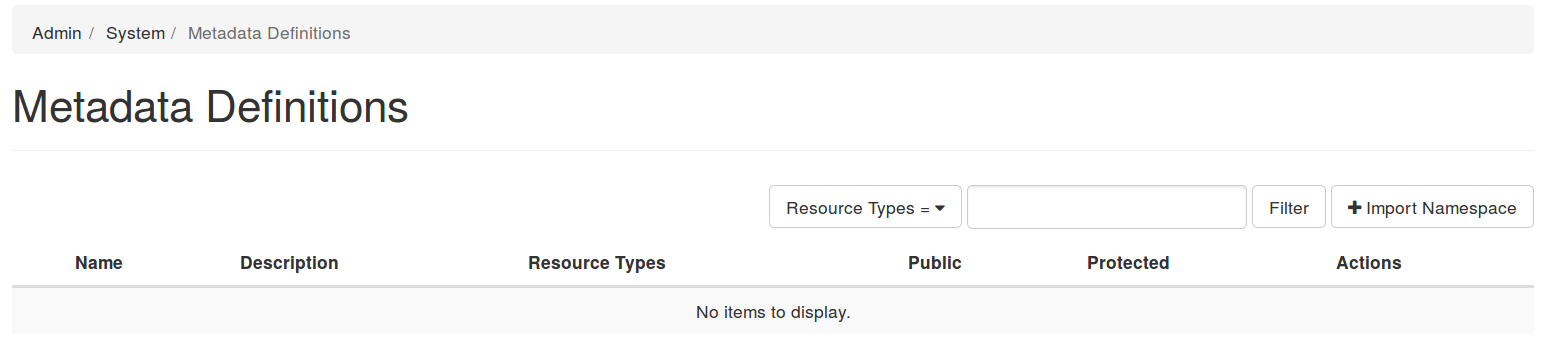 Admin / System / Metadata Definitions
Metadata Definitions
Resource Types = Filter Import Namespace
Name Description Resource Types Public Protected Actions
No items to display.